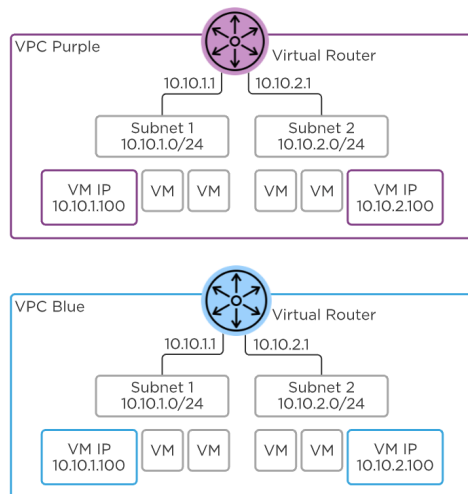 VPC Purple
Virtual Router
10.10.1.1
10.10.2.1
Subnet 1
10.10.1.0/24
Subnet 2
10.10.2.0/24
VM IP
10.10.1.100
VM
VM
VM
VM
VM IP
10.10.2.100
VPC Blue
Virtual Router
10.10.1.1
10.10.2.1
Subnet 1
10.10.1.0/24
Subnet 2
10.10.2.0/24
VM IP
10.10.1.100
VM
VM
VM
VM
VM IP
10.10.2.100